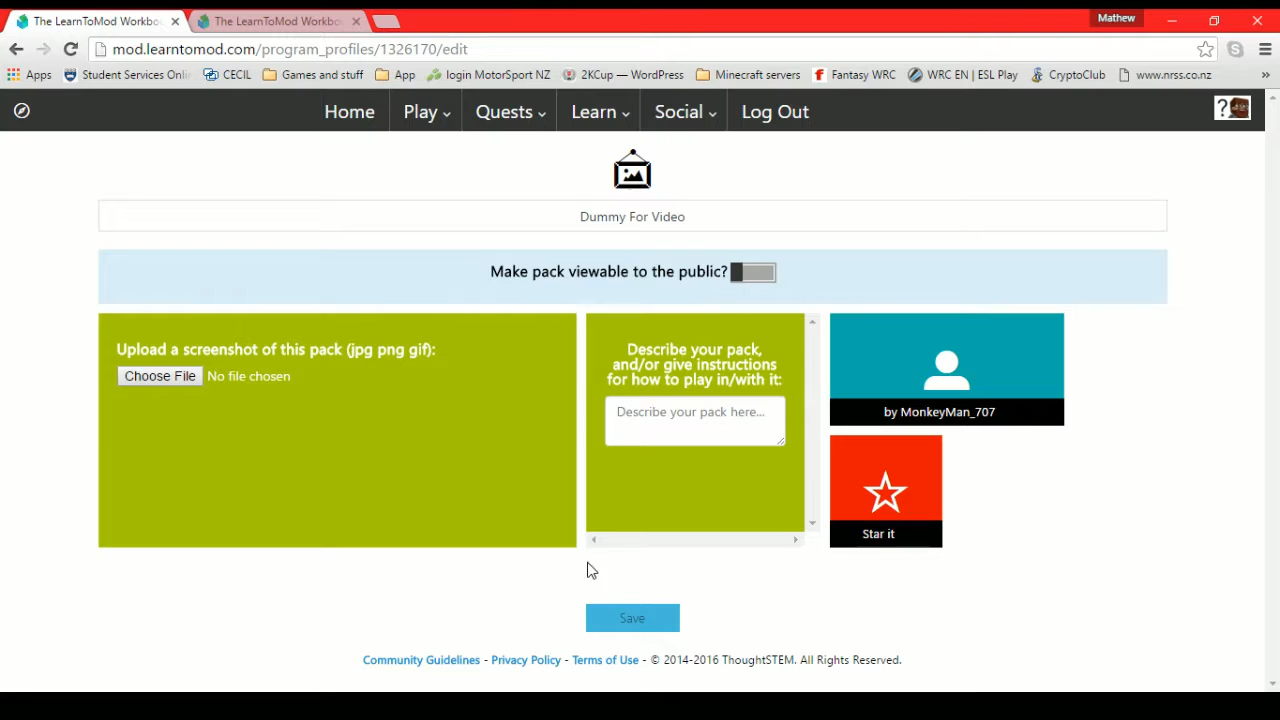 The LearnToMod Workbo
The LearnToMod Workbo
Mathew
mod.learntomod.com/program_profiles/1326170/edit
Apps Student Services Onlin CECIL Games and stuff App login MotorSport NZ 2KCup — WordPress Minecraft servers Fantasy WRC WRC EN | ESL Play CryptoClub www.nrss.co.nz »
Home Play Quests Learn Social Log Out
Dummy For Video
Make pack viewable to the public?
Upload a screenshot of this pack (jpg png gif):
Choose File No file chosen
Describe your pack,
and/or give instructions
for how to play in/with it:
Describe your pack here...
by MonkeyMan_707
Star it
Save
Community Guidelines - Privacy Policy - Terms of Use - © 2014-2016 ThoughtSTEM. All Rights Reserved.